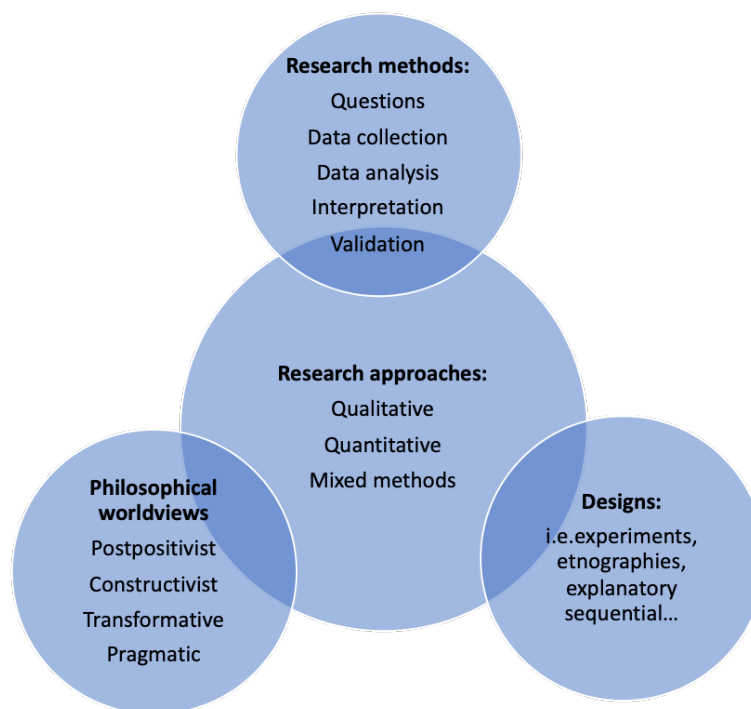 Research methods:
Questions
Data collection
Data analysis
Interpretation
Validation
Research approaches:
Qualitative
Quantitative
Mixed methods
Philosophical
worldviews
Postpositivist
Constructivist
Transformative
Pragmatic
Designs:
i.e.experiments,
etnographies,
explanatory
sequential…